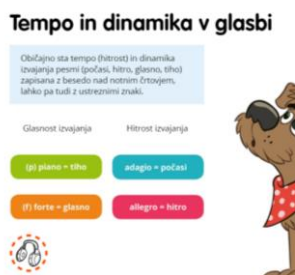 Tempo in dinamika v glasbi
Običajno sta tempo (hitrost) in dinamika
izvajanja pesmi (počasi, hitro, glasno, tiho)
zapisana z besedo nad notnim črtovjem,
lahko pa tudi z ustreznimi znaki.
Glasnost izvajanja
Hitrost izvajanja
(p) piano = tiho
adagio = počasi
(f) forte = glasno
allegro = hitro